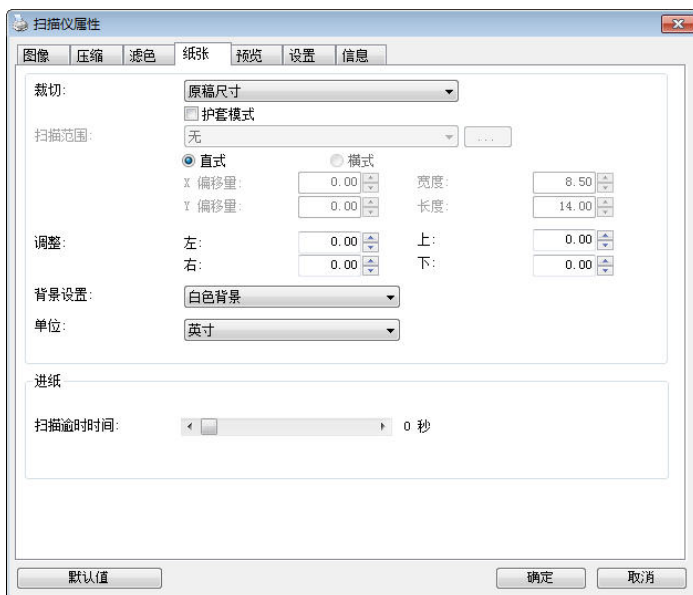 扫描仪属性
图像 压缩 滤色 纸张 预览 设置 信息
裁切: 原稿尺寸
护套模式
扫描范围: 无 ...
直式 横式
X 偏移量: 0.00 宽度: 8.50
Y 偏移量: 0.00 长度: 14.00
调整: 左: 0.00 上: 0.00
右: 0.00 下: 0.00
背景设置: 白色背景
单位: 英寸
进纸
扫描逾时时间: 0 秒
默认值 确定 取消